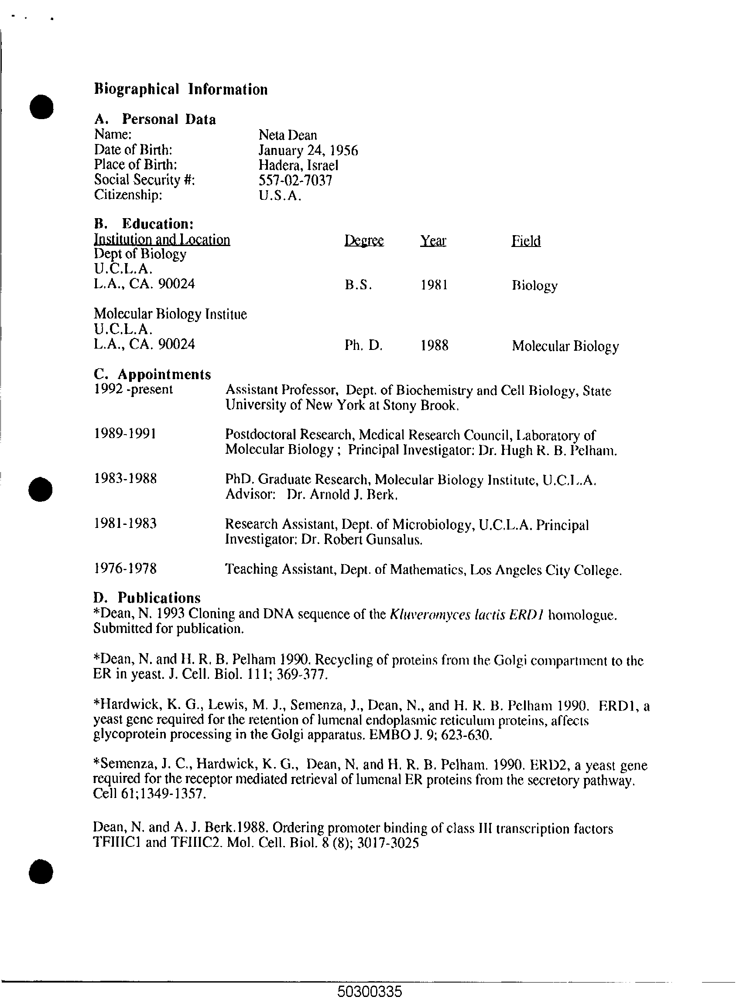 Biographical Information
A. Personal Data
Name: Neta Dean
Date of Birth: January 24, 1956
Place of Birth: Hadera, Israel
Social Security #: 557-02-7037
Citizenship: U.S.A.
B. Education:
Institution and Location Degree Year Field
Dept of Biology
U.C.L.A.
L.A., CA. 90024 B.S. 1981 Biology
Molecular Biology Institue
U.C.L.A.
L.A., CA. 90024 Ph. D. 1988 Molecular Biology
C. Appointments
1992 -present Assistant Professor, Dept. of Biochemistry and Cell Biology, State
University of New York at Stony Brook.
1989-1991 Postdoctoral Research, Medical Research Council, Laboratory of
Molecular Biology ; Principal Investigator: Dr. Hugh R. B. Pelham.
1983-1988 PhD. Graduate Research, Molecular Biology Institute, U.C.L.A.
Advisor: Dr. Arnold J. Berk.
1981-1983 Research Assistant, Dept. of Microbiology, U.C.L.A. Principal
Investigator: Dr. Robert Gunsalus.
1976-1978 Teaching Assistant, Dept. of Mathematics, Los Angeles City College.
D. Publications
*Dean, N. 1993 Cloning and DNA sequence of the Kluveromyces lactis ERD1 homologue.
Submitted for publication.
*Dean, N. and H. R. B. Pelham 1990. Recycling of proteins from the Golgi compartment to the
ER in yeast. J. Cell. Biol. 111; 369-377.
*Hardwick, K. G., Lewis, M. J., Semenza, J., Dean, N., and H. R. B. Pelham 1990. ERD1, a
yeast gene required for the retention of lumenal endoplasmic reticulum proteins, affects
glycoprotein processing in the Golgi apparatus. EMBO J. 9; 623-630.
*Semenza, J. C., Hardwick, K. G., Dean, N. and H. R. B. Pelham. 1990. ERD2, a yeast gene
required for the receptor mediated retrieval of lumenal ER proteins from the secretory pathway.
Cell 61;1349-1357.
Dean, N. and A. J. Berk.1988. Ordering promoter binding of class III transcription factors
TFIIIC1 and TFIIIC2. Mol. Cell. Biol. 8 (8); 3017-3025
50300335